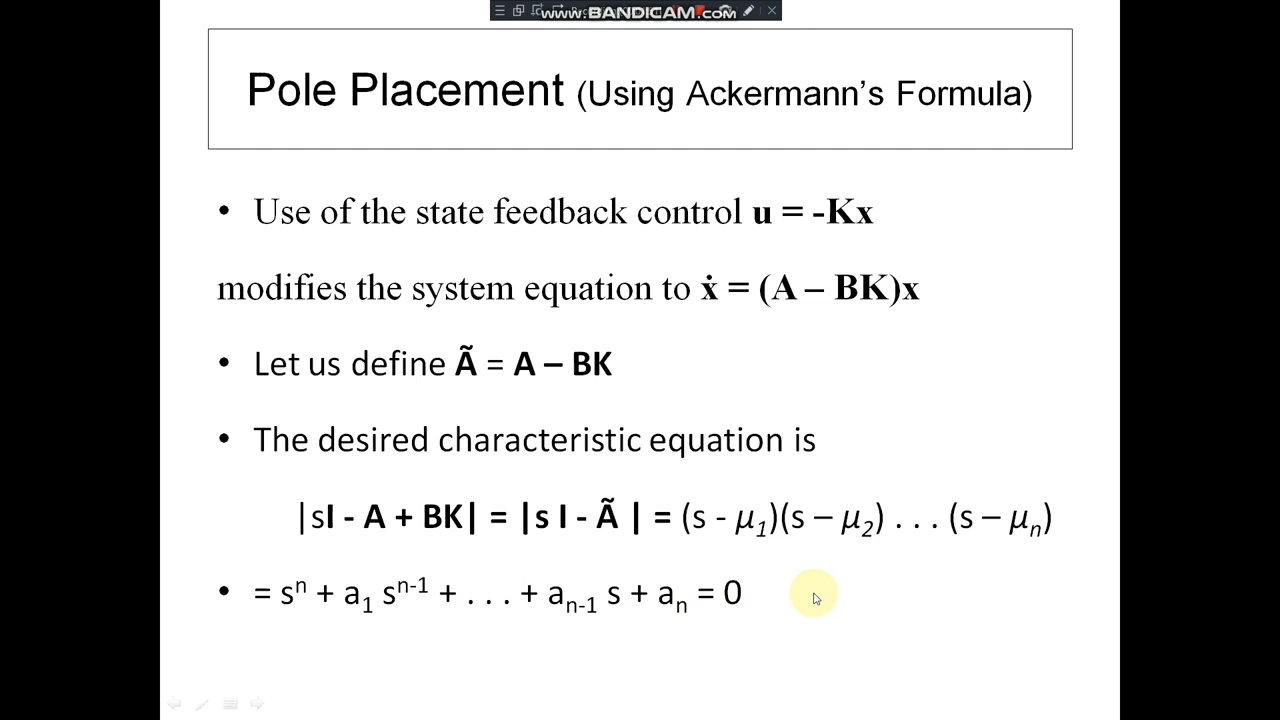 www.BANDICAM.com
Pole Placement (Using Ackermann's Formula)
• Use of the state feedback control u = -Kx
modifies the system equation to ẋ = (A – BK)x
• Let us define Ã = A – BK
• The desired characteristic equation is
|sI - A + BK| = |s I - Ã | = (s - μ₁)(s – μ₂) . . . (s – μₙ)
• = sⁿ + a₁ sⁿ⁻¹ + . . . + aₙ₋₁ s + aₙ = 0